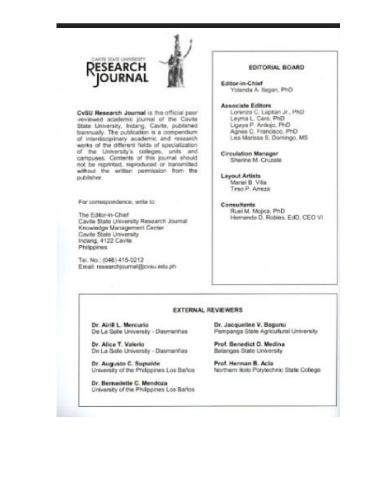 CAVITE STATE UNIVERSITY
RESEARCH
JOURNAL
CvSU Research Journal is the official peer
-reviewed academic journal of the Cavite
State University, Indang, Cavite, published
biannually. The publication is a compendium
of interdisciplinary academic and research
works of the different fields of specialization
of the University's colleges, units and
campuses. Contents of this journal should
not be reprinted, reproduced or transmitted
without the written permission from the
publisher.
For correspondence, write to:
The Editor-in-Chief
Cavite State University Research Journal
Knowledge Management Center
Cavite State University
Indang, 4122 Cavite
Philippines
Tel. No.: (046)-415-0212
Email: researchjournal@cvsu.edu.ph
EDITORIAL BOARD
Editor-in-Chief
Yolanda A. Ilagan, PhD
Associate Editors
Lorenzo C. Lapitan Jr., PhD
Leyma L. Cero, PhD
Ligaya P. Antojo, PhD
Agnes C. Francisco, PhD
Lea Marissa S. Domingo, MS
Circulation Manager
Sherine M. Cruzate
Layout Artists
Mariel B. Villa
Tirso P. Arreza
Consultants
Ruel M. Mojica, PhD
Hernando D. Robles, EdD, CEO VI
EXTERNAL REVIEWERS
Dr. Airill L. Mercurio
De La Salle University - Dasmariñas
Dr. Alice T. Valerio
De La Salle University - Dasmariñas
Dr. Augusto C.
University of the Philippines Los Baños
Dr. Bernadette C. Mendoza
University of the Philippines Los Baños
Dr. Jacqueline V. Bagunu
Pampanga State Agricultural University
Prof. Benedict O. Medina
Batangas State University
Prof. Herman B. Acla
Northern Iloilo Polytechnic State College